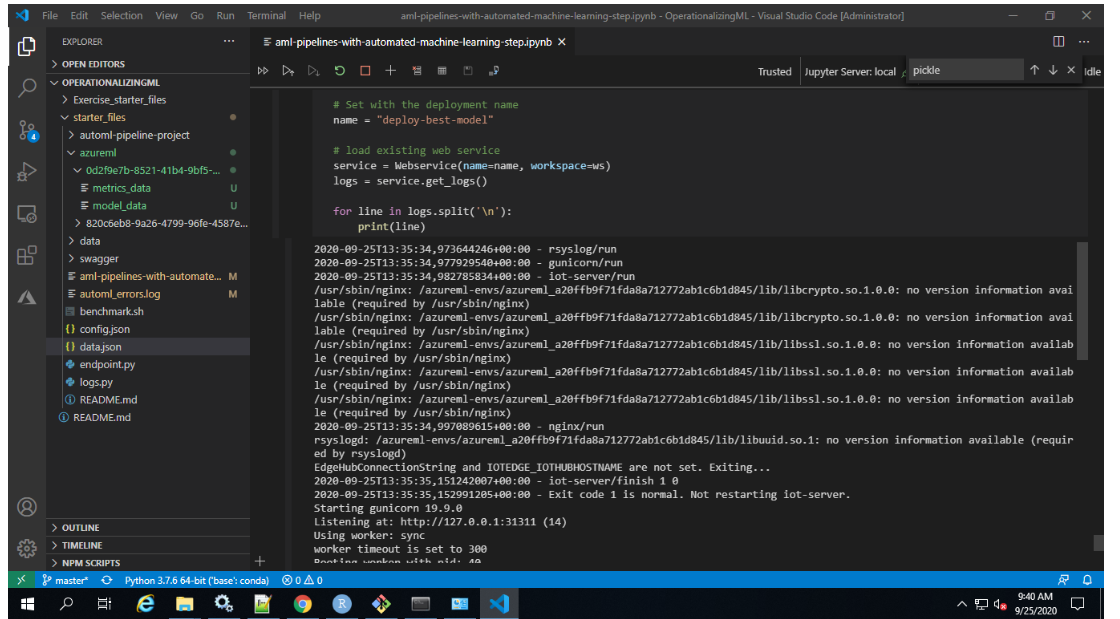 File Edit Selection View Go Run Terminal Help aml-pipelines-with-automated-machine-learning-step.ipynb - OperationalizingML - Visual Studio Code [Administrator]
EXPLORER ...
aml-pipelines-with-automated-machine-learning-step.ipynb ×
> OPEN EDITORS
OPERATIONALIZINGML
Trusted Jupyter Server: local pickle Idle
> Exercise_starter_files
starter_files
> automl-pipeline-project
azureml
0d2f9e7b-8521-41b4-9bf5-...
metrics_data U
model_data U
> 820c6eb8-9a26-4799-96fe-4587e...
> data
> swagger
aml-pipelines-with-automate... M
automl_errors.log M
benchmark.sh
{} config.json
{} data.json
endpoint.py
logs.py
README.md
README.md
4
> OUTLINE
> TIMELINE
> NPM SCRIPTS
# Set with the deployment name
name = "deploy-best-model"
# load existing web service
service = Webservice(name=name, workspace=ws)
logs = service.get_logs()
for line in logs.split('\n'):
print(line)
2020-09-25T13:35:34,973644246+00:00 - rsyslog/run
2020-09-25T13:35:34,977929540+00:00 - gunicorn/run
2020-09-25T13:35:34,982785834+00:00 - iot-server/run
/usr/sbin/nginx: /azureml-envs/azureml_a20ffb9f71fda8a712772ab1c6b1d845/lib/libcrypto.so.1.0.0: no version information avai
lable (required by /usr/sbin/nginx)
/usr/sbin/nginx: /azureml-envs/azureml_a20ffb9f71fda8a712772ab1c6b1d845/lib/libcrypto.so.1.0.0: no version information avai
lable (required by /usr/sbin/nginx)
/usr/sbin/nginx: /azureml-envs/azureml_a20ffb9f71fda8a712772ab1c6b1d845/lib/libssl.so.1.0.0: no version information availab
le (required by /usr/sbin/nginx)
/usr/sbin/nginx: /azureml-envs/azureml_a20ffb9f71fda8a712772ab1c6b1d845/lib/libssl.so.1.0.0: no version information availab
le (required by /usr/sbin/nginx)
/usr/sbin/nginx: /azureml-envs/azureml_a20ffb9f71fda8a712772ab1c6b1d845/lib/libssl.so.1.0.0: no version information availab
le (required by /usr/sbin/nginx)
2020-09-25T13:35:34,997089615+00:00 - nginx/run
rsyslogd: /azureml-envs/azureml_a20ffb9f71fda8a712772ab1c6b1d845/lib/libuuid.so.1: no version information available (requir
ed by rsyslogd)
EdgeHubConnectionString and IOTEDGE_IOTHUBHOSTNAME are not set. Exiting...
2020-09-25T13:35:35,151242007+00:00 - iot-server/finish 1 0
2020-09-25T13:35:35,152991205+00:00 - Exit code 1 is normal. Not restarting iot-server.
Starting gunicorn 19.9.0
Listening at: http://127.0.0.1:31311 (14)
Using worker: sync
worker timeout is set to 300
Booting worker with pid: 40
master* Python 3.7.6 64-bit ('base': conda) 0 0
9:40 AM
9/25/2020